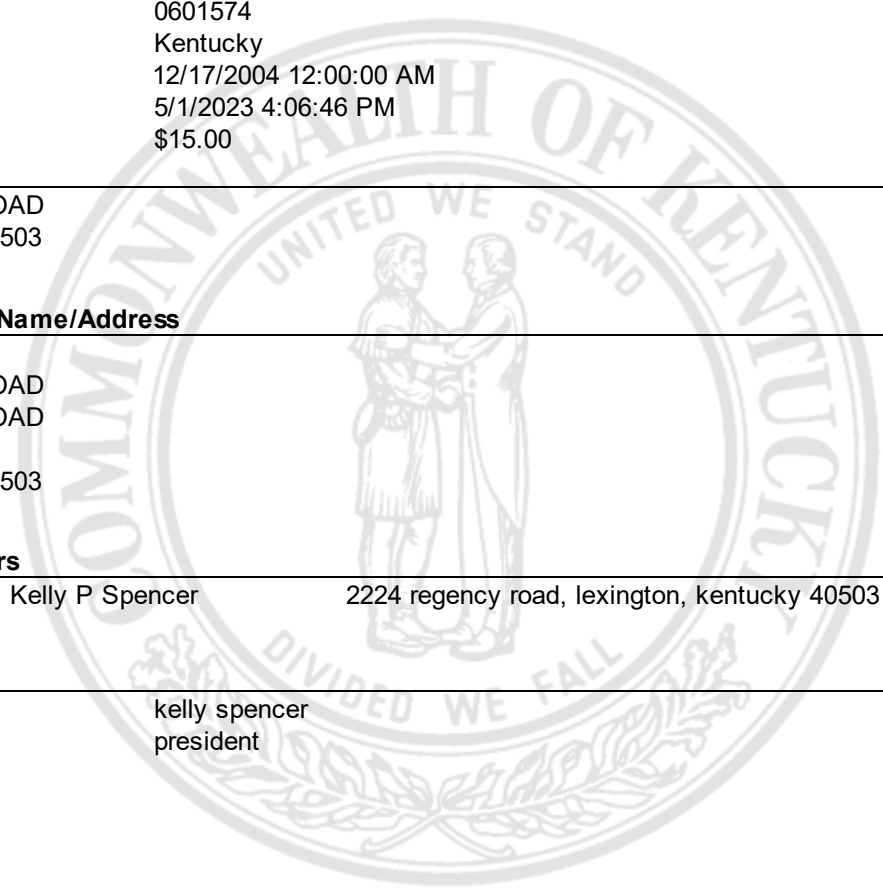 0601574
Kentucky
12/17/2004 12:00:00 AM
5/1/2023 4:06:46 PM
$15.00
OAD
503
Name/Address
OAD
OAD
503
rs
Kelly P Spencer 2224 regency road, lexington, kentucky 40503
kelly spencer
president
COMMONWEALTH OF KENTUCKY
UNITED WE STAND
DIVIDED WE FALL